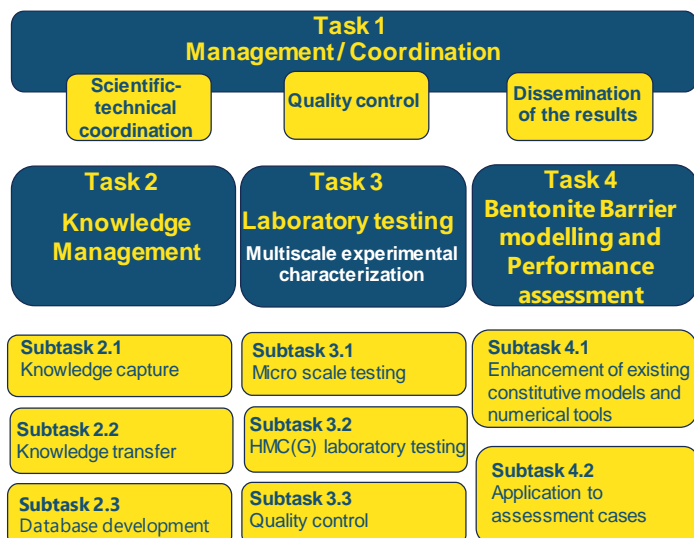 Task 1
Management / Coordination
Scientific-
technical
coordination
Quality control
Dissemination
of the results
Task 2
Knowledge
Management
Task 3
Laboratory testing
Multiscale experimental
characterization
Task 4
Bentonite Barrier
modelling and
Performance
assessment
Subtask 2.1
Knowledge capture
Subtask 2.2
Knowledge transfer
Subtask 2.3
Database development
Subtask 3.1
Micro scale testing
Subtask 3.2
HMC(G) laboratory testing
Subtask 3.3
Quality control
Subtask 4.1
Enhancement of existing
constitutive models and
numerical tools
Subtask 4.2
Application to
assessment cases